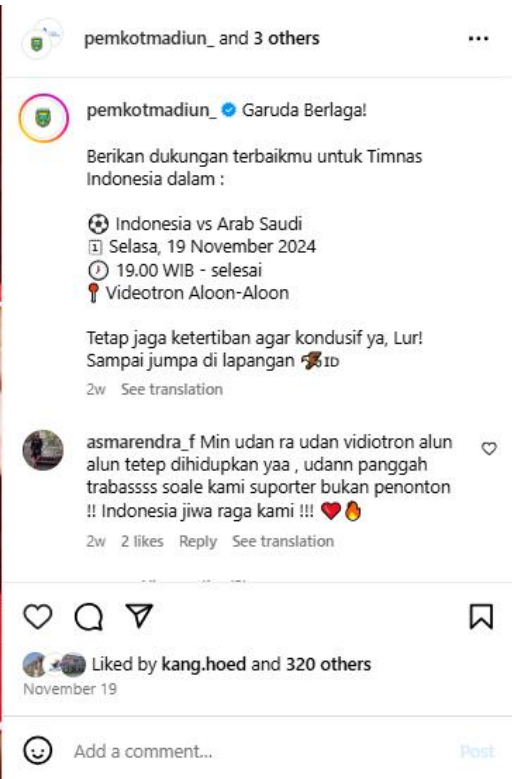 pemkotmadiun_ and 3 others
pemkotmadiun_ Garuda Berlaga!
Berikan dukungan terbaikmu untuk Timnas
Indonesia dalam :
⚽ Indonesia vs Arab Saudi
🗓 Selasa, 19 November 2024
🕖 19.00 WIB - selesai
📍 Videotron Aloon-Aloon
Tetap jaga ketertiban agar kondusif ya, Lur!
Sampai jumpa di lapangan 🦅🇮🇩
2w See translation
asmarendra_f Min udan ra udan vidiotron alun
alun tetep dihidupkan yaa , udann panggah
trabassss soale kami suporter bukan penonton
!! Indonesia jiwa raga kami !!! ❤️🔥
2w 2 likes Reply See translation
Liked by kang.hoed and 320 others
November 19
Add a comment...
Post